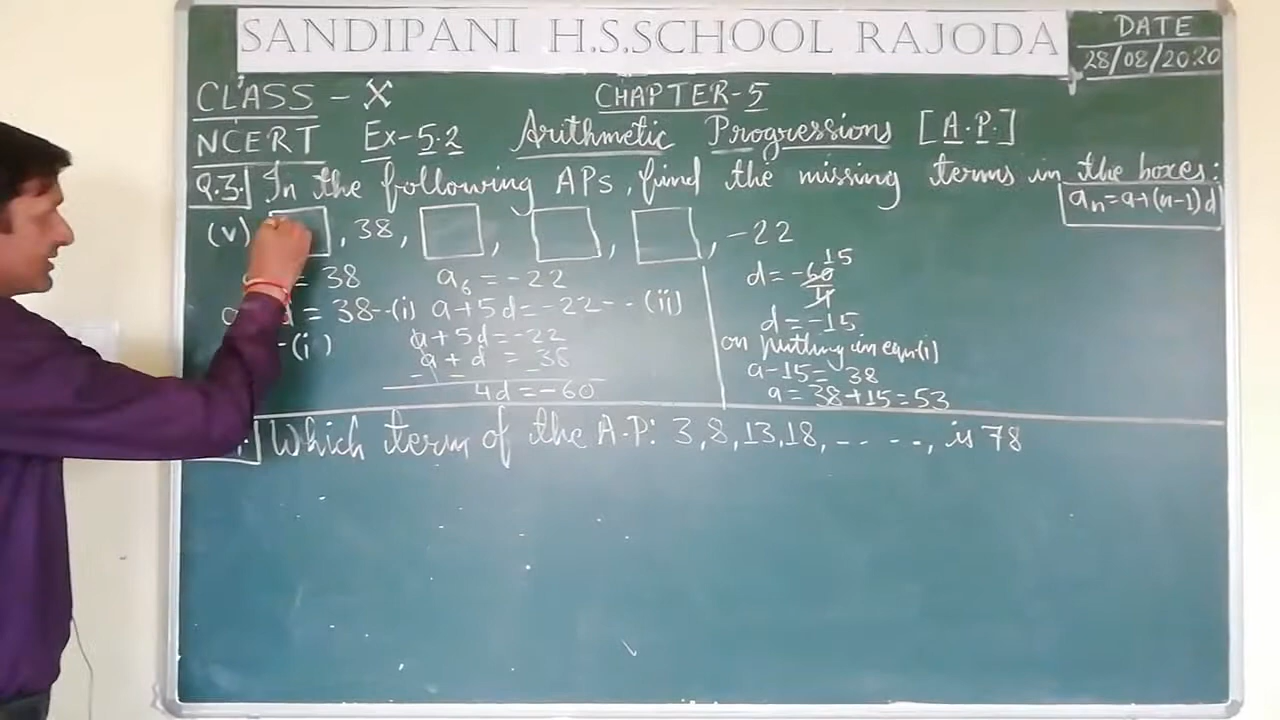 SANDIPANI H.S.SCHOOL RAJODA
DATE
28/08/2020
CLASS - X
CHAPTER-5
NCERT Ex-5.2 Arithmetic Progressions [A.P.]
Q.3. In the following APs, find the missing terms in the boxes:
aₙ=a+(n-1)d
(v) , 38, , , , -22
= 38
a₆ = -22
= 38--(i)
a+5d=-22--(ii)
-(i)
a+5d=-22
a+d = 38
- - -
4d=-60
d=-60 15
4
d=-15
on putting in eqn(i)
a-15= 38
a=38+15=53
Which term of the A.P: 3,8,13,18, - - - -, is 78